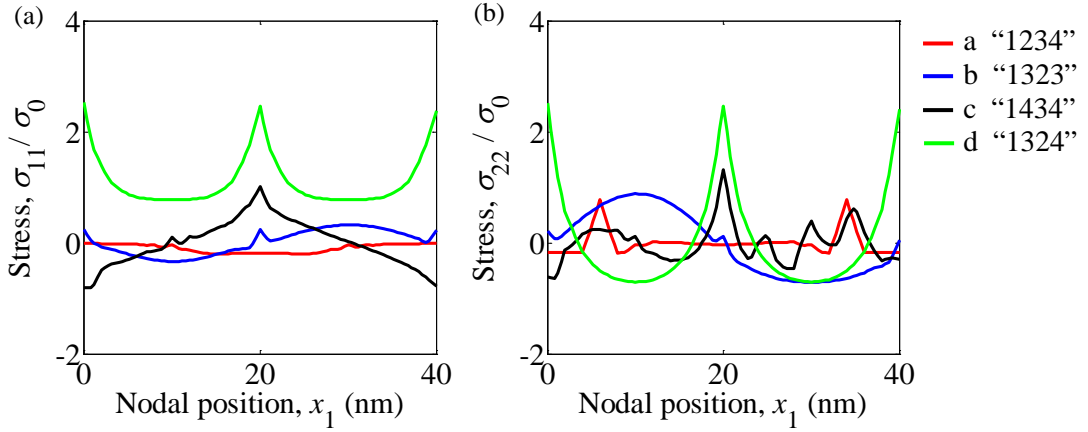 (a)
4
2
0
-2
Stress, σ11/ σ0
0
20
40
Nodal position, x1 (nm)
(b)
4
2
0
-2
Stress, σ22/ σ0
0
20
40
Nodal position, x1 (nm)
a “1234”
b “1323”
c “1434”
d “1324”